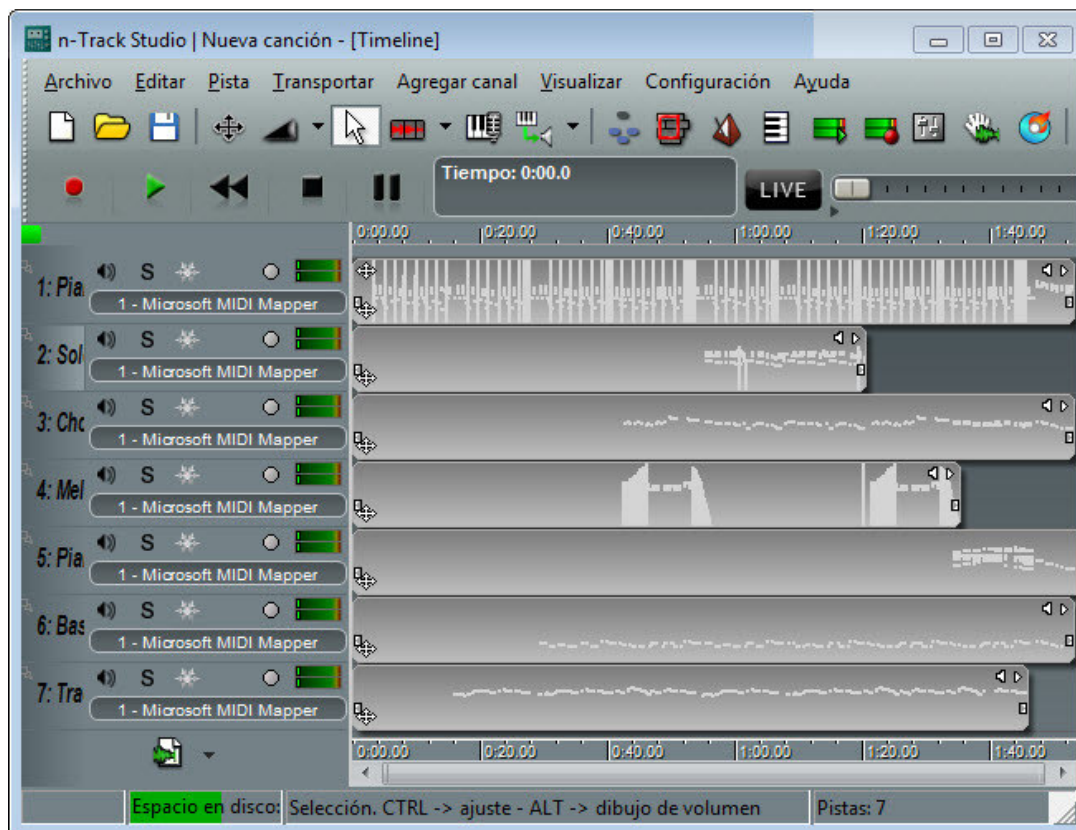 n-Track Studio | Nueva canción - [Timeline]
Archivo Editar Pista Transportar Agregar canal Visualizar Configuración Ayuda
Tiempo: 0:00.0
LIVE
0:00.00 0:20.00 0:40.00 1:00.00 1:20.00 1:40.00
1: Pia
S
1 - Microsoft MIDI Mapper
2: Sol
S
1 - Microsoft MIDI Mapper
3: Cho
S
1 - Microsoft MIDI Mapper
4: Mel
S
1 - Microsoft MIDI Mapper
5: Pia
S
1 - Microsoft MIDI Mapper
6: Bas
S
1 - Microsoft MIDI Mapper
7: Tra
S
1 - Microsoft MIDI Mapper
0:00.00 0:20.00 0:40.00 1:00.00 1:20.00 1:40.00
Espacio en disco: Selección. CTRL -> ajuste - ALT -> dibujo de volumen Pistas: 7